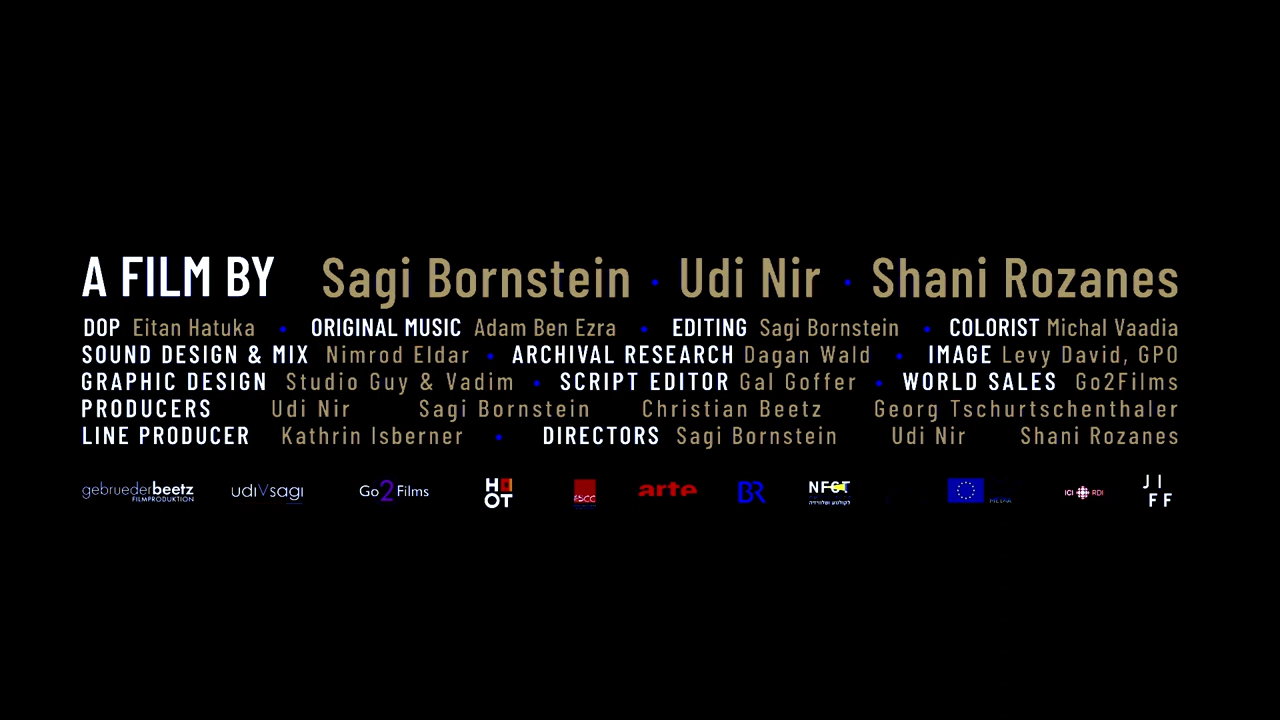 A FILM BY Sagi Bornstein · Udi Nir · Shani Rozanes
DOP Eitan Hatuka · ORIGINAL MUSIC Adam Ben Ezra · EDITING Sagi Bornstein · COLORIST Michal Vaadia
SOUND DESIGN & MIX Nimrod Eldar · ARCHIVAL RESEARCH Dagan Wald · IMAGE Levy David, GPO
GRAPHIC DESIGN Studio Guy & Vadim · SCRIPT EDITOR Gal Goffer · WORLD SALES Go2Films
PRODUCERS Udi Nir Sagi Bornstein Christian Beetz Georg Tschurtschenthaler
LINE PRODUCER Kathrin Isberner · DIRECTORS Sagi Bornstein Udi Nir Shani Rozanes
gebruederbeetz FILMPRODUKTION udiVsagi Go2Films HOT arte BR NFCT ICI RDI JIFF